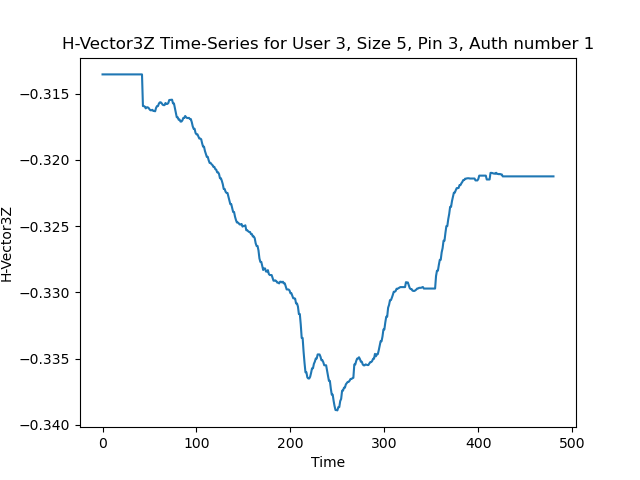 H-Vector3Z Time-Series for User 3, Size 5, Pin 3, Auth number 1
H-Vector3Z
−0.315
−0.320
−0.325
−0.330
−0.335
−0.340
0 100 200 300 400 500
Time